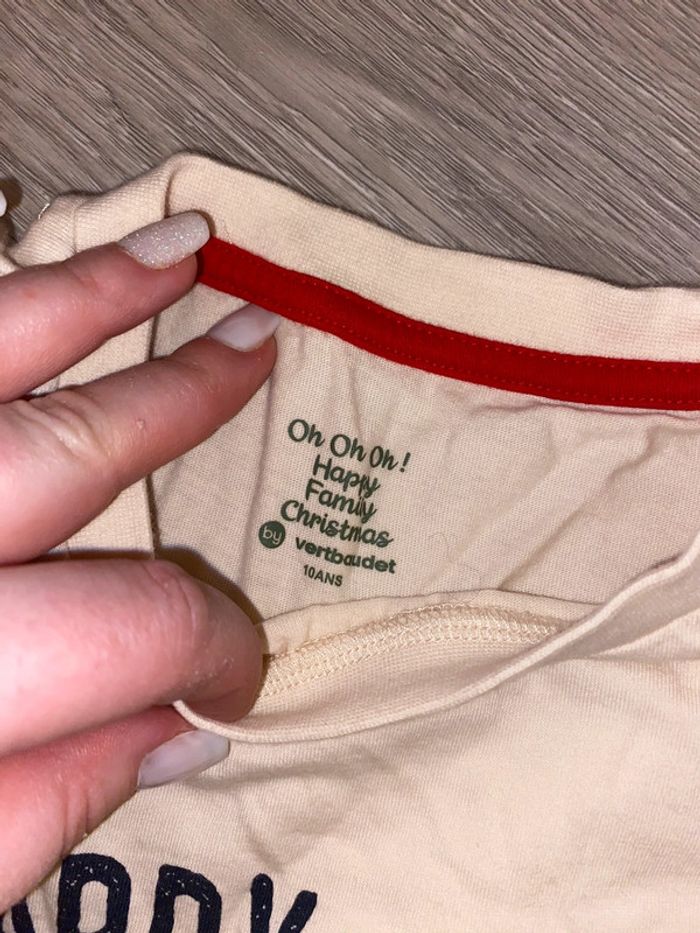 Oh Oh Oh !
Happy
Family
Christmas
by vertbaudet
10ANS